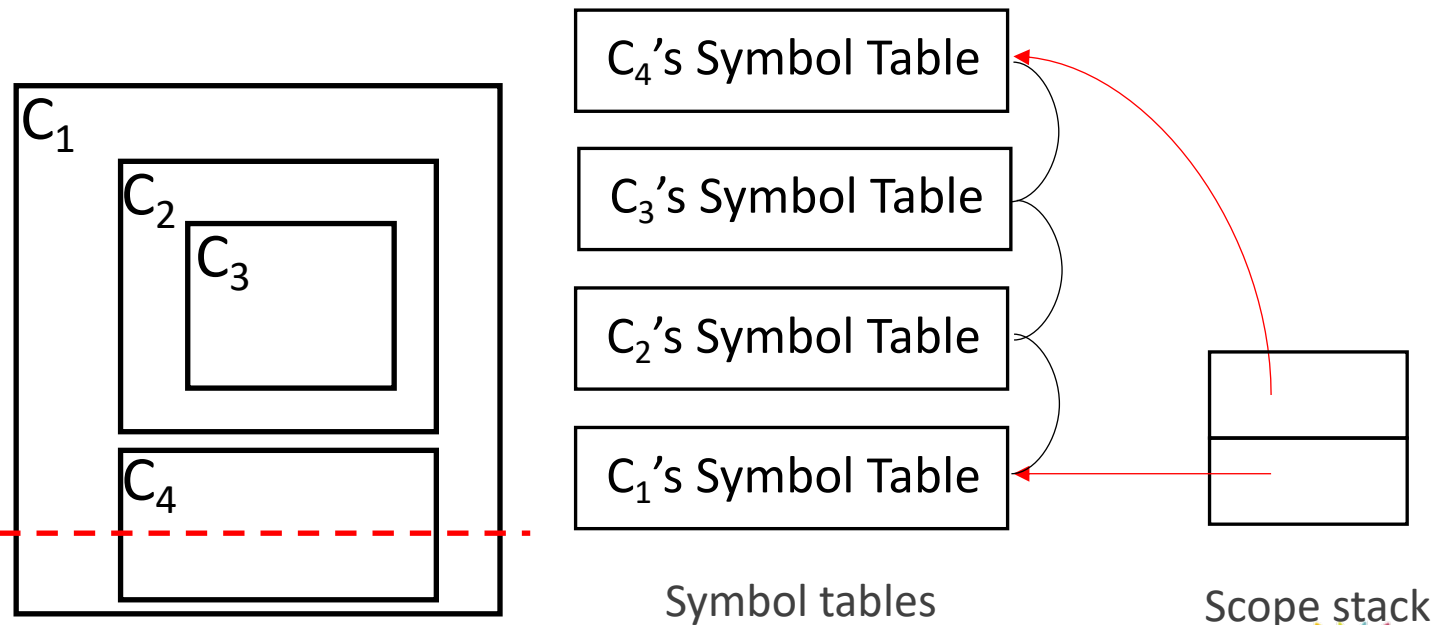 C₁
C₂
C₃
C₄
C₄’s Symbol Table
C₃’s Symbol Table
C₂’s Symbol Table
C₁’s Symbol Table
Symbol tables
Scope stack